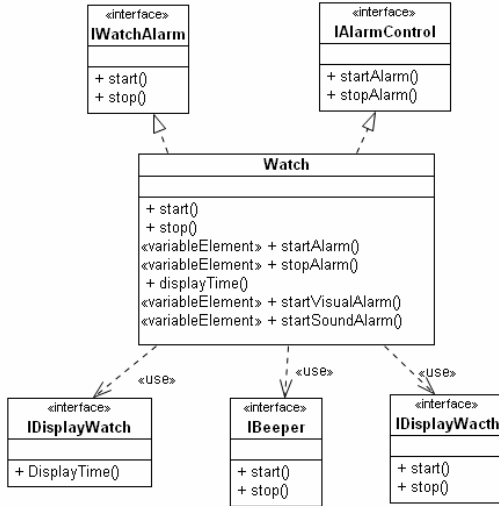 «interface»
IWatchAlarm
+ start()
+ stop()
«interface»
IAlarmControl
+ startAlarm()
+ stopAlarm()
Watch
+ start()
+ stop()
«variableElement» + startAlarm()
«variableElement» + stopAlarm()
+ displayTime()
«variableElement» + startVisualAlarm()
«variableElement» + startSoundAlarm()
«use»
«use»
«use»
«interface»
IDisplayWatch
+ DisplayTime()
«interface»
IBeeper
+ start()
+ stop()
«interface»
IDisplayWacth
+ start()
+ stop()